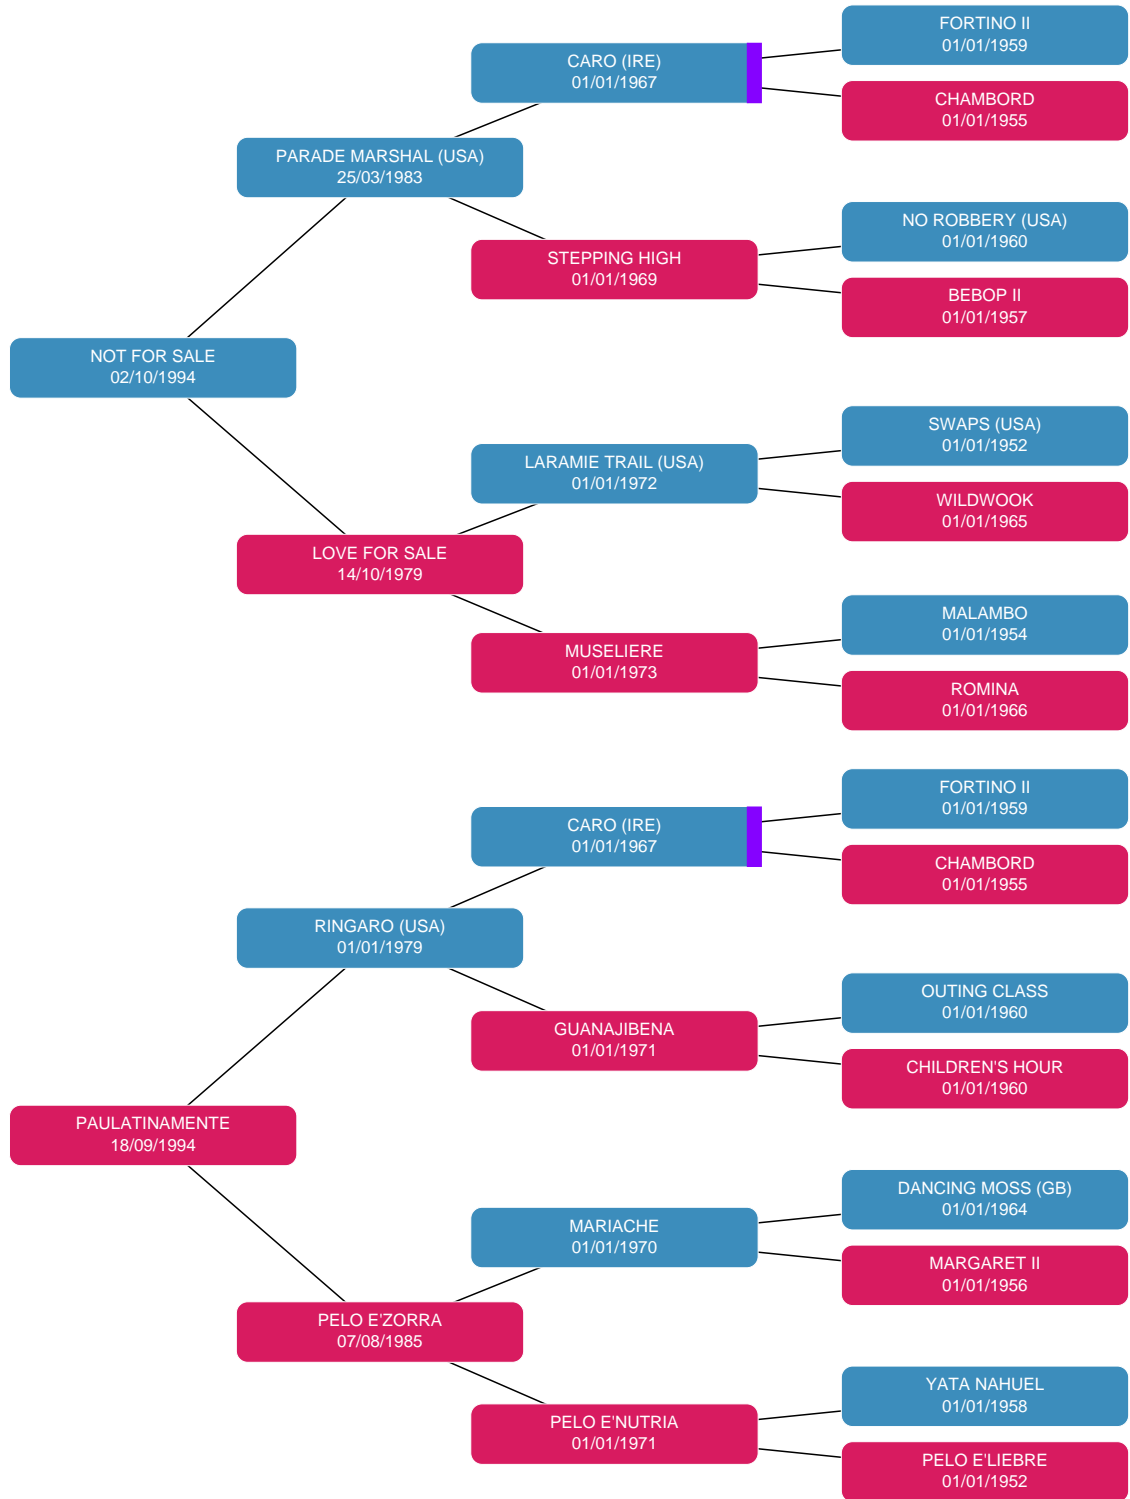 FORTINO II
01/01/1959
CARO (IRE)
01/01/1967
CHAMBORD
01/01/1955
PARADE MARSHAL (USA)
25/03/1983
NO ROBBERY (USA)
01/01/1960
STEPPING HIGH
01/01/1969
BEBOP II
01/01/1957
NOT FOR SALE
02/10/1994
SWAPS (USA)
01/01/1952
LARAMIE TRAIL (USA)
01/01/1972
WILDWOOK
01/01/1965
LOVE FOR SALE
14/10/1979
MALAMBO
01/01/1954
MUSELIERE
01/01/1973
ROMINA
01/01/1966
FORTINO II
01/01/1959
CARO (IRE)
01/01/1967
CHAMBORD
01/01/1955
RINGARO (USA)
01/01/1979
OUTING CLASS
01/01/1960
GUANAJIBENA
01/01/1971
CHILDREN'S HOUR
01/01/1960
PAULATINAMENTE
18/09/1994
DANCING MOSS (GB)
01/01/1964
MARIACHE
01/01/1970
MARGARET II
01/01/1956
PELO E'ZORRA
07/08/1985
YATA NAHUEL
01/01/1958
PELO E'NUTRIA
01/01/1971
PELO E'LIEBRE
01/01/1952